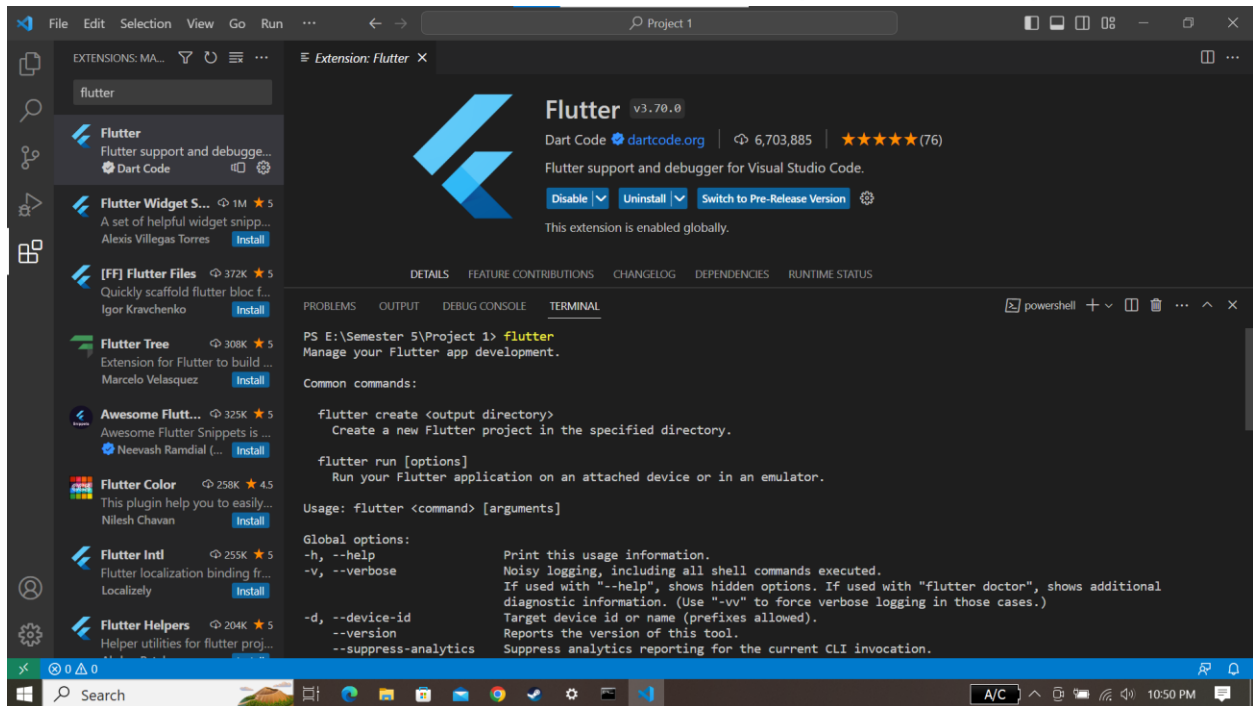 File Edit Selection View Go Run ···
Project 1
EXTENSIONS: MA... ···
Extension: Flutter
flutter
Flutter
Flutter support and debugge...
Dart Code
Flutter Widget S... 1M ★ 5
A set of helpful widget snipp...
Alexis Villegas Torres Install
[FF] Flutter Files 372K ★ 5
Quickly scaffold flutter bloc f...
Igor Kravchenko Install
Flutter Tree 308K ★ 5
Extension for Flutter to build ...
Marcelo Velasquez Install
Awesome Flutt... 325K ★ 5
Awesome Flutter Snippets is ...
Neevash Ramdial (... Install
Flutter Color 258K ★ 4.5
This plugin help you to easily...
Nilesh Chavan Install
Flutter Intl 255K ★ 5
Flutter localization binding fr...
Localizely Install
Flutter Helpers 204K ★ 5
Helper utilities for flutter proj...
Flutter v3.70.0
Dart Code dartcode.org | 6,703,885 | ★★★★★(76)
Flutter support and debugger for Visual Studio Code.
Disable Uninstall Switch to Pre-Release Version
This extension is enabled globally.
DETAILS FEATURE CONTRIBUTIONS CHANGELOG DEPENDENCIES RUNTIME STATUS
PROBLEMS OUTPUT DEBUG CONSOLE TERMINAL powershell
PS E:\Semester 5\Project 1> flutter
Manage your Flutter app development.
Common commands:
flutter create <output directory>
Create a new Flutter project in the specified directory.
flutter run [options]
Run your Flutter application on an attached device or in an emulator.
Usage: flutter <command> [arguments]
Global options:
-h, --help Print this usage information.
-v, --verbose Noisy logging, including all shell commands executed.
If used with "--help", shows hidden options. If used with "flutter doctor", shows additional
diagnostic information. (Use "-vv" to force verbose logging in those cases.)
-d, --device-id Target device id or name (prefixes allowed).
--version Reports the version of this tool.
--suppress-analytics Suppress analytics reporting for the current CLI invocation.
0 0
Search A/C 10:50 PM